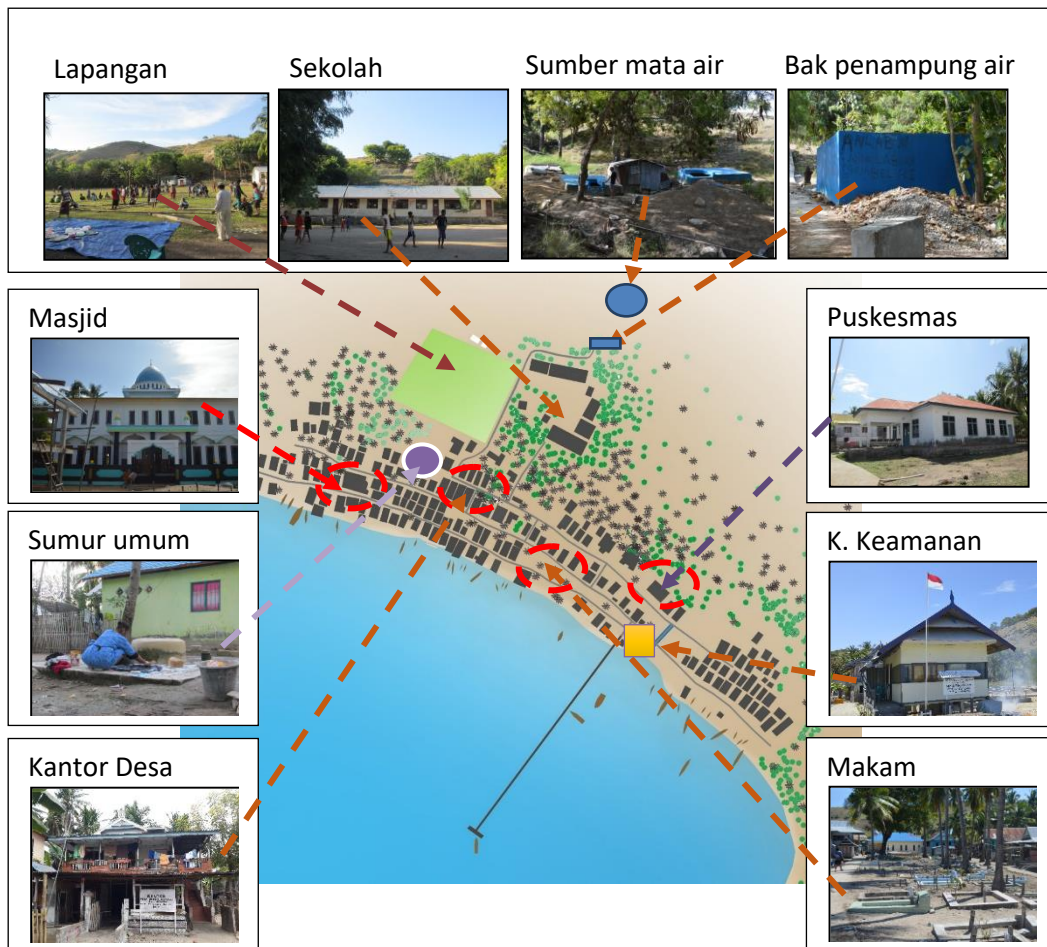 Lapangan
Sekolah
Sumber mata air
Bak penampung air
Masjid
Puskesmas
Sumur umum
K. Keamanan
Kantor Desa
Makam